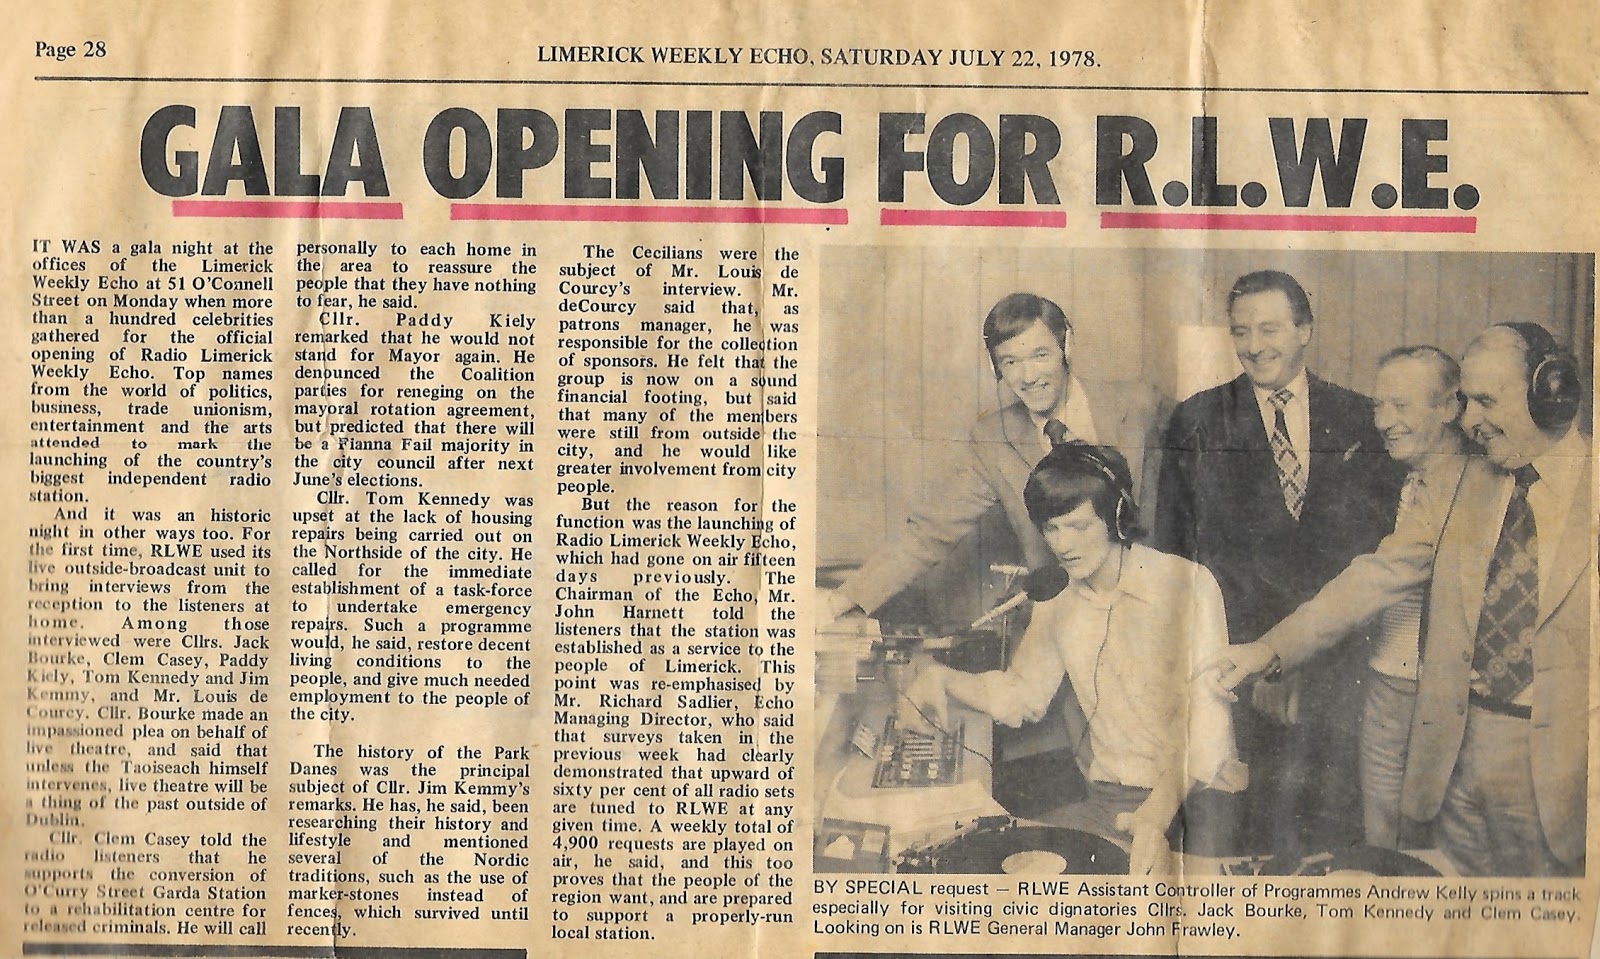 Page 28
LIMERICK WEEKLY ECHO, SATURDAY JULY 22, 1978.
GALA OPENING FOR R.L.W.E.
IT WAS a gala night at the
offices of the Limerick
Weekly Echo at 51 O'Connell
Street on Monday when more
than a hundred celebrities
gathered for the official
opening of Radio Limerick
Weekly Echo. Top names
from the world of politics,
business, trade unionism,
entertainment and the arts
attended to mark the
launching of the country's
biggest independent radio
station.
And it was an historic
night in other ways too. For
the first time, RLWE used its
live outside-broadcast unit to
bring interviews from the
reception to the listeners at
home. Among those
interviewed were Cllrs. Jack
Bourke, Clem Casey, Paddy
Kiely, Tom Kennedy and Jim
Kemmy, and Mr. Louis de
Courcy. Cllr. Bourke made an
impassioned plea on behalf of
live theatre, and said that
unless the Taoiseach himself
intervenes, live theatre will be
a thing of the past outside of
Dublin.
Cllr. Clem Casey told the
radio listeners that he
supports the conversion of
O'Curry Street Garda Station
to a rehabilitation centre for
released criminals. He will call
personally to each home in
the area to reassure the
people that they have nothing
to fear, he said.
Cllr. Paddy Kiely
remarked that he would not
stand for Mayor again. He
denounced the Coalition
parties for reneging on the
mayoral rotation agreement,
but predicted that there will
be a Fianna Fail majority in
the city council after next
June's elections.
Cllr. Tom Kennedy was
upset at the lack of housing
repairs being carried out on
the Northside of the city. He
called for the immediate
establishment of a task-force
to undertake emergency
repairs. Such a programme
would, he said, restore decent
living conditions to the
people, and give much needed
employment to the people of
the city.
The history of the Park
Danes was the principal
subject of Cllr. Jim Kemmy's
remarks. He has, he said, been
researching their history and
lifestyle and mentioned
several of the Nordic
traditions, such as the use of
marker-stones instead of
fences, which survived until
recently.
The Cecilians were the
subject of Mr. Louis de
Courcy's interview. Mr.
deCourcy said that, as
patrons manager, he was
responsible for the collection
of sponsors. He felt that the
group is now on a sound
financial footing, but said
that many of the members
were still from outside the
city, and he would like
greater involvement from city
people.
But the reason for the
function was the launching of
Radio Limerick Weekly Echo,
which had gone on air fifteen
days previously. The
Chairman of the Echo, Mr.
John Harnett told the
listeners that the station was
established as a service to the
people of Limerick. This
point was re-emphasised by
Mr. Richard Sadlier, Echo
Managing Director, who said
that surveys taken in the
previous week had clearly
demonstrated that upward of
sixty per cent of all radio sets
are tuned to RLWE at any
given time. A weekly total of
4,900 requests are played on
air, he said, and this too
proves that the people of the
region want, and are prepared
to support a properly-run
local station.
BY SPECIAL request — RLWE Assistant Controller of Programmes Andrew Kelly spins a track
especially for visiting civic dignatories Cllrs. Jack Bourke, Tom Kennedy and Clem Casey.
Looking on is RLWE General Manager John Frawley.